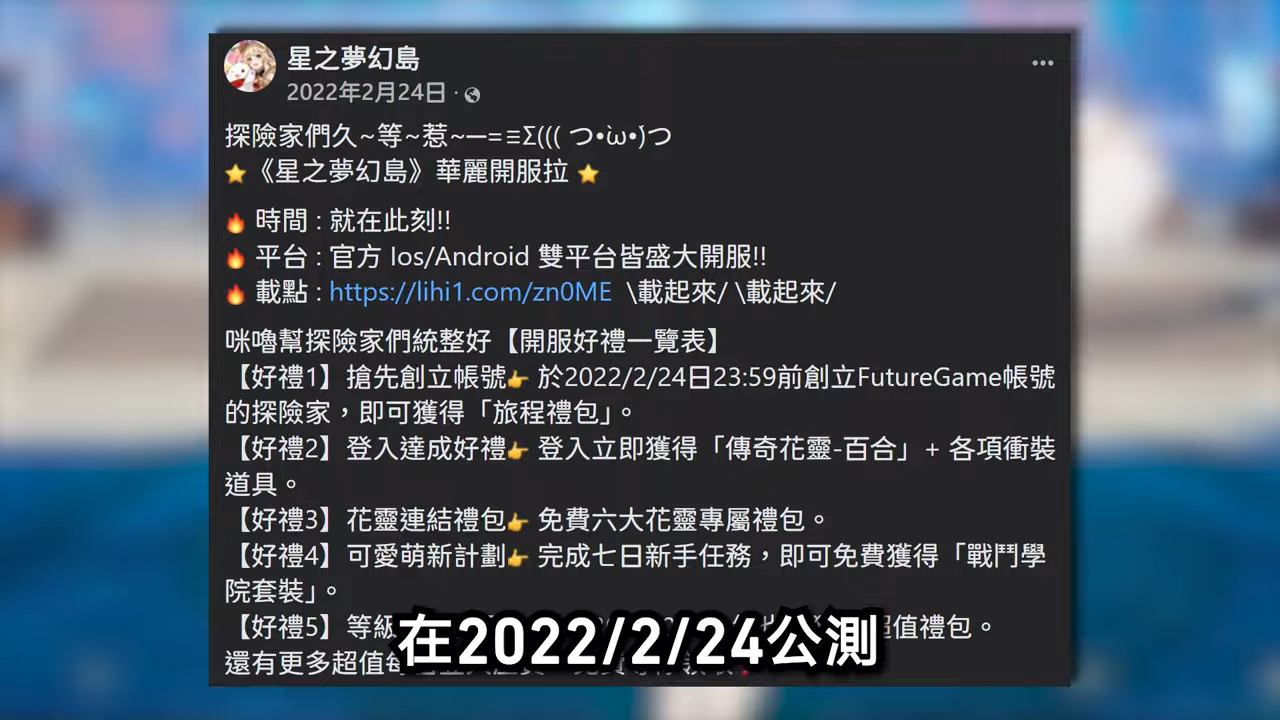 星之夢幻島
2022年2月24日
探險家們久~等~惹~—=≡Σ((( つ•̀ω•́)つ
⭐《星之夢幻島》華麗開服拉⭐
🔥 時間 : 就在此刻!!
🔥 平台 : 官方 Ios/Android 雙平台皆盛大開服!!
🔥 載點 : https://lihi1.com/zn0ME \載起來/ \載起來/
咪嚕幫探險家們統整好【開服好禮一覽表】
【好禮1】搶先創立帳號👉 於2022/2/24日23:59前創立FutureGame帳號
的探險家，即可獲得「旅程禮包」。
【好禮2】登入達成好禮👉 登入立即獲得「傳奇花靈-百合」+ 各項衝裝
道具。
【好禮3】花靈連結禮包👉 免費六大花靈專屬禮包。
【好禮4】可愛萌新計劃👉 完成七日新手任務，即可免費獲得「戰鬥學
院套裝」。
【好禮5】等級 超值禮包。
還有更多超值
在2022/2/24公測